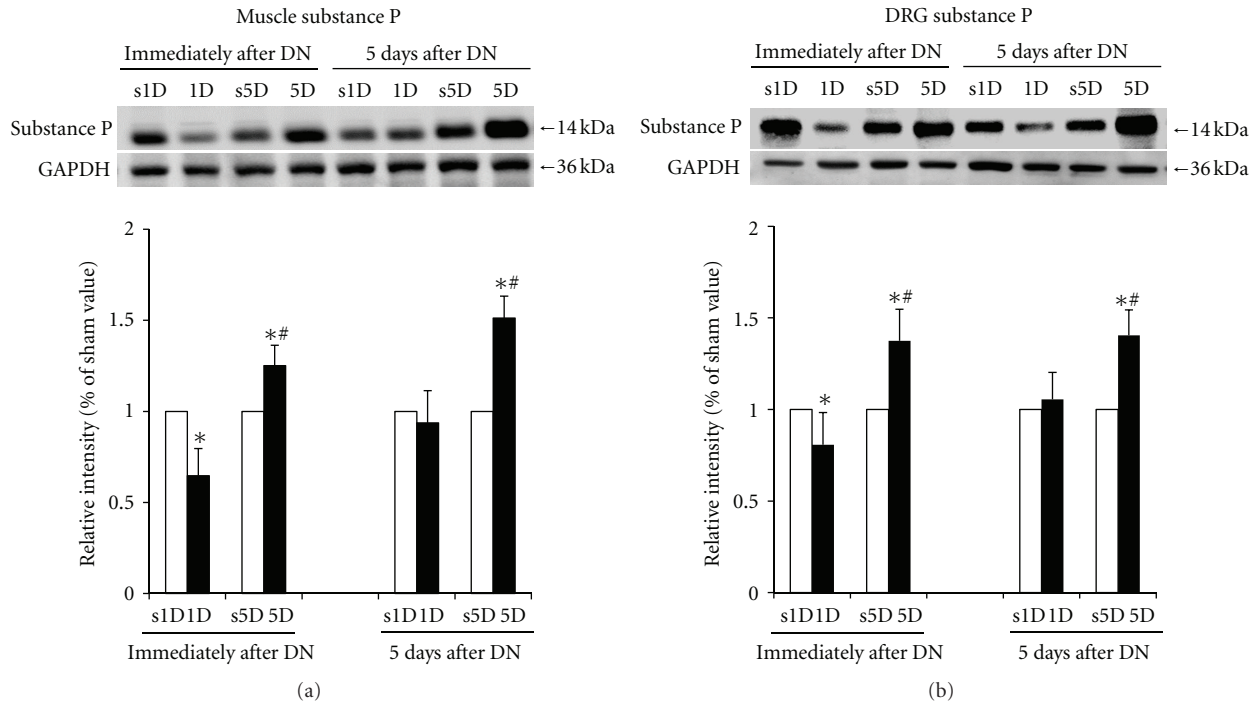 Muscle substance P
Immediately after DN 5 days after DN
s1D 1D s5D 5D s1D 1D s5D 5D
Substance P ←14 kDa
GAPDH ←36 kDa
Relative intensity (% of sham value)
2
1.5
1
0.5
0
*
*#
*#
s1D 1D s5D 5D s1D 1D s5D 5D
Immediately after DN 5 days after DN
(a)
DRG substance P
Immediately after DN 5 days after DN
s1D 1D s5D 5D s1D 1D s5D 5D
Substance P ←14 kDa
GAPDH ←36 kDa
Relative intensity (% of sham value)
2
1.5
1
0.5
0
*
*#
*#
s1D 1D s5D 5D s1D 1D s5D 5D
Immediately after DN 5 days after DN
(b)